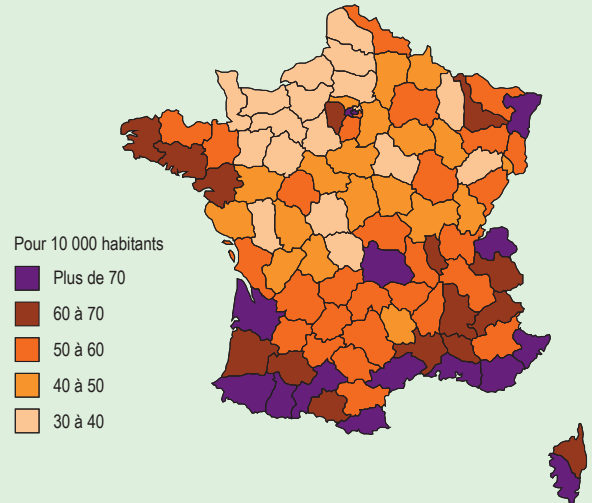 Pour 10 000 habitants
Plus de 70
60 à 70
50 à 60
40 à 50
30 à 40